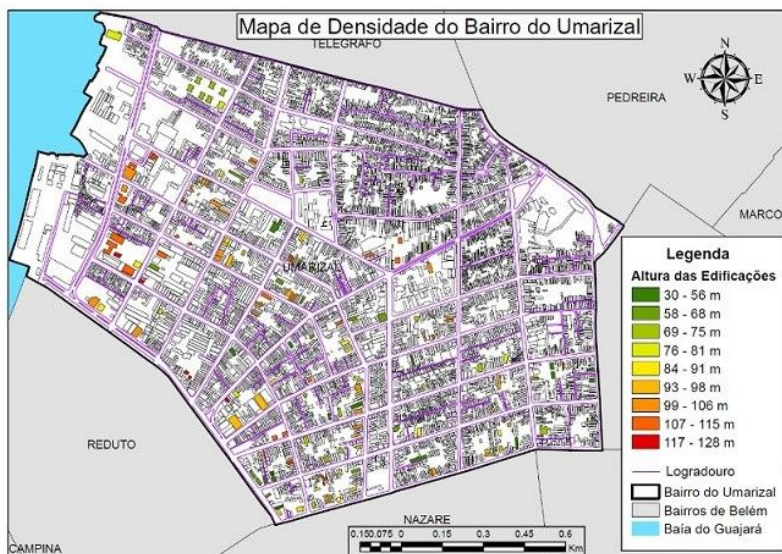 Mapa de Densidade do Bairro do Umarizal
TELEGRAFO
N
W E
S
PEDREIRA
MARCO
UMARIZAL
REDUTO
NAZARE
CAMPINA
Legenda
Altura das Edificações
30 - 56 m
58 - 68 m
69 - 75 m
76 - 81 m
84 - 91 m
93 - 98 m
99 - 106 m
107 - 115 m
117 - 128 m
Logradouro
Bairro do Umarizal
Bairros de Belém
Baía do Guajará
0.15 0.075 0 0.15 0.3 0.45 0.6
Km